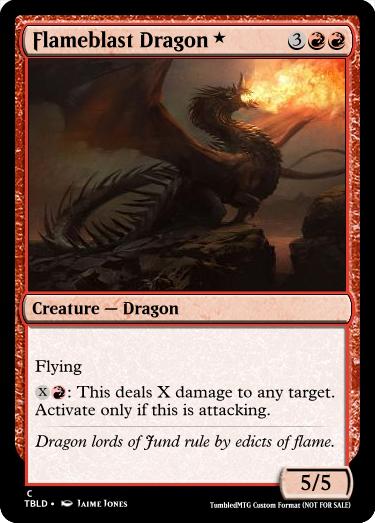 Flameblast Dragon★ 3
Creature — Dragon
Flying
X : This deals X damage to any target.
Activate only if this is attacking.
Dragon lords of Jund rule by edicts of flame.
5/5
C
TBLD • Jaime Jones
TumbledMTG Custom Format (NOT FOR SALE)